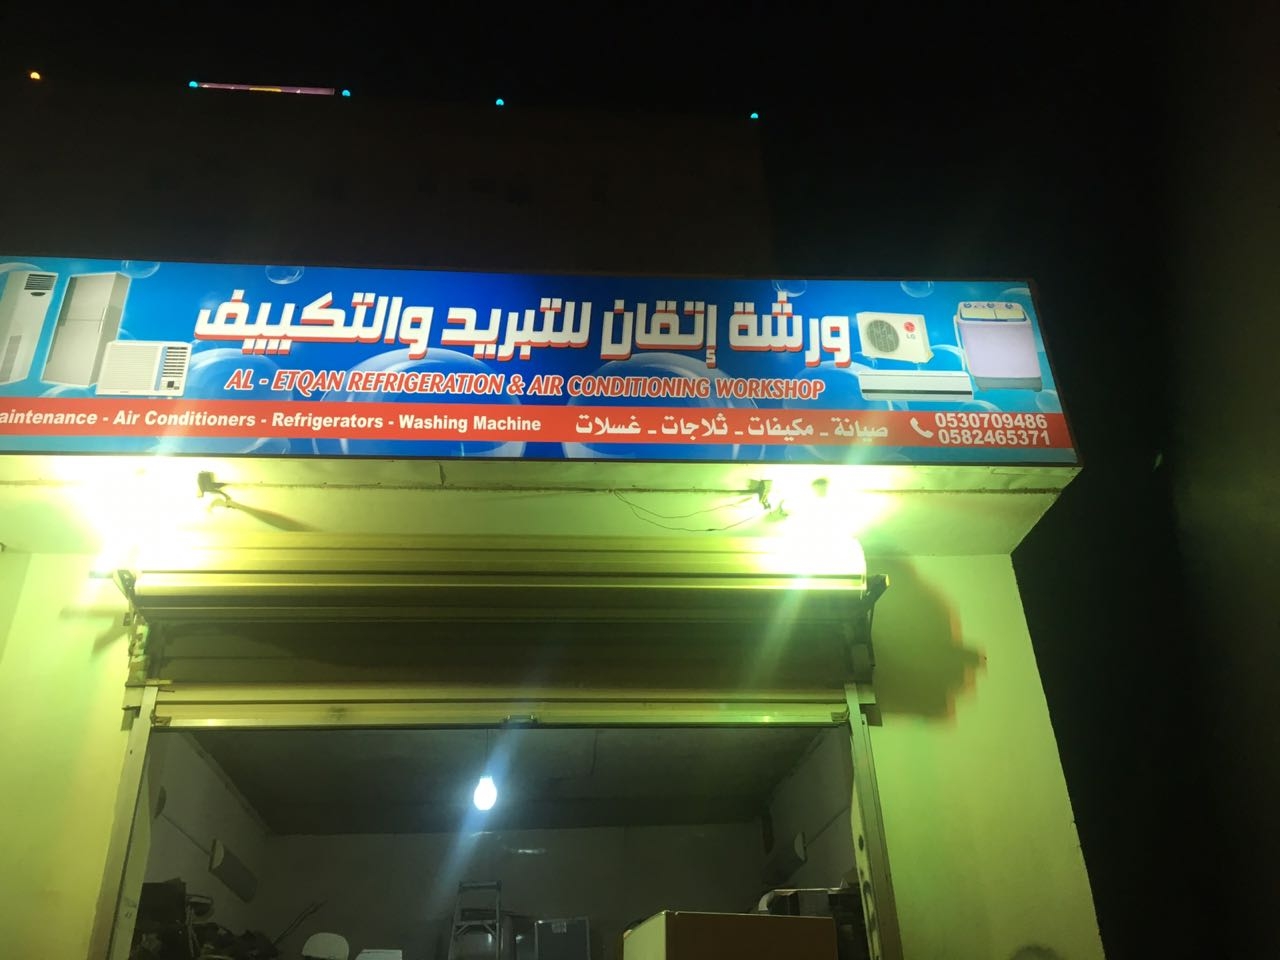 ورشة إتقان للتبريد والتكييف
AL - ETQAN REFRIGERATION & AIR CONDITIONING WORKSHOP
aintenance - Air Conditioners - Refrigerators - Washing Machine
صيانة - مكيفات - ثلاجات - غسلات
0530709486
0582465371
LG